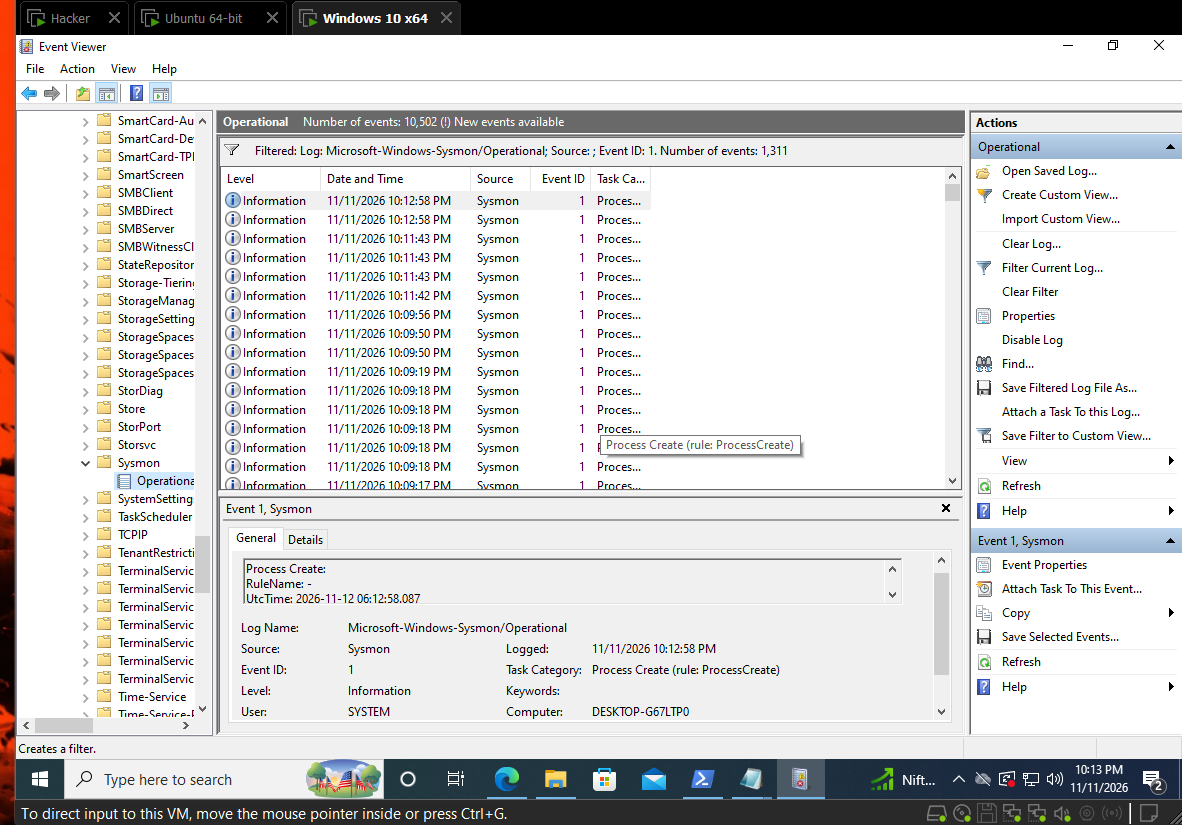 Hacker
Ubuntu 64-bit
Windows 10 x64
Event Viewer
File Action View Help
SmartCard-Au
SmartCard-De
SmartCard-TPI
SmartScreen
SMBClient
SMBDirect
SMBServer
SMBWitnessCl
StateRepositor
Storage-Tiering
StorageManag
StorageSetting
StorageSpaces
StorageSpaces
StorageSpaces
StorDiag
Store
StorPort
Storsvc
Sysmon
Operationa
SystemSetting
TaskScheduler
TCPIP
TenantRestricti
TerminalServic
TerminalServic
TerminalServic
TerminalServic
TerminalServic
TerminalServic
TerminalServic
Time-Service
Time-Service-P
Operational Number of events: 10,502 (!) New events available
Filtered: Log: Microsoft-Windows-Sysmon/Operational; Source: ; Event ID: 1. Number of events: 1,311
Level Date and Time Source Event ID Task Ca...
Information 11/11/2026 10:12:58 PM Sysmon 1 Proces...
Information 11/11/2026 10:12:58 PM Sysmon 1 Proces...
Information 11/11/2026 10:11:43 PM Sysmon 1 Proces...
Information 11/11/2026 10:11:43 PM Sysmon 1 Proces...
Information 11/11/2026 10:11:43 PM Sysmon 1 Proces...
Information 11/11/2026 10:11:42 PM Sysmon 1 Proces...
Information 11/11/2026 10:09:56 PM Sysmon 1 Proces...
Information 11/11/2026 10:09:50 PM Sysmon 1 Proces...
Information 11/11/2026 10:09:50 PM Sysmon 1 Proces...
Information 11/11/2026 10:09:19 PM Sysmon 1 Proces...
Information 11/11/2026 10:09:18 PM Sysmon 1 Proces...
Information 11/11/2026 10:09:18 PM Sysmon 1 Proces...
Information 11/11/2026 10:09:18 PM Sysmon 1 Proces...
Information 11/11/2026 10:09:18 PM Sysmon 1
Process Create (rule: ProcessCreate)
Information 11/11/2026 10:09:18 PM Sysmon 1 Proces...
Information 11/11/2026 10:09:17 PM Sysmon 1 Proces...
Event 1, Sysmon
General Details
Process Create:
RuleName: -
UtcTime: 2026-11-12 06:12:58.087
Log Name: Microsoft-Windows-Sysmon/Operational
Source: Sysmon Logged: 11/11/2026 10:12:58 PM
Event ID: 1 Task Category: Process Create (rule: ProcessCreate)
Level: Information Keywords:
User: SYSTEM Computer: DESKTOP-G67LTP0
Actions
Operational
Open Saved Log...
Create Custom View...
Import Custom View...
Clear Log...
Filter Current Log...
Clear Filter
Properties
Disable Log
Find...
Save Filtered Log File As...
Attach a Task To this Log...
Save Filter to Custom View...
View
Refresh
Help
Event 1, Sysmon
Event Properties
Attach Task To This Event...
Copy
Save Selected Events...
Refresh
Help
Creates a filter.
Type here to search
Nift...
10:13 PM
11/11/2026
2
To direct input to this VM, move the mouse pointer inside or press Ctrl+G.